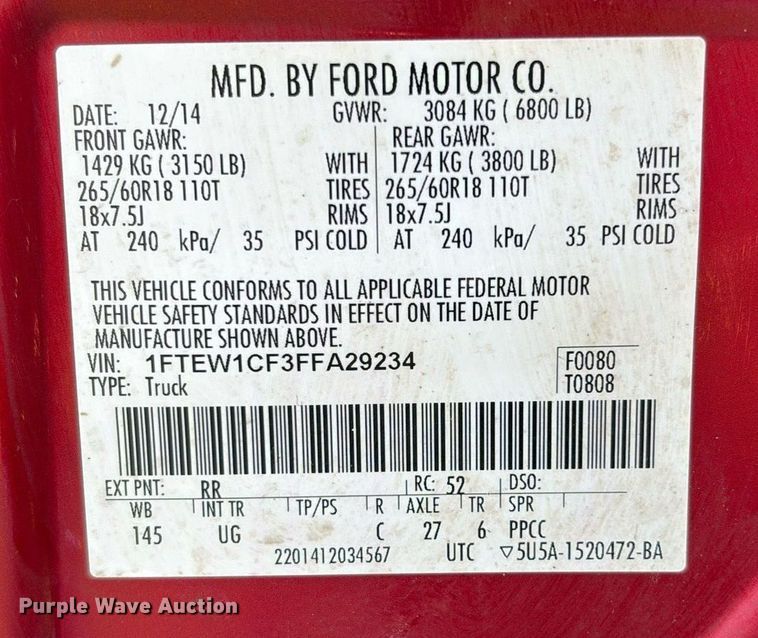 MFD. BY FORD MOTOR CO.
DATE: 12/14 GVWR: 3084 KG ( 6800 LB)
FRONT GAWR: REAR GAWR:
1429 KG ( 3150 LB) WITH 1724 KG ( 3800 LB) WITH
265/60R18 110T TIRES 265/60R18 110T TIRES
18x7.5J RIMS 18x7.5J RIMS
AT 240 kPa/ 35 PSI COLD AT 240 kPa/ 35 PSI COLD
THIS VEHICLE CONFORMS TO ALL APPLICABLE FEDERAL MOTOR
VEHICLE SAFETY STANDARDS IN EFFECT ON THE DATE OF
MANUFACTURE SHOWN ABOVE.
VIN: 1FTEW1CF3FFA29234 F0080
TYPE: Truck T0808
EXT PNT: RR RC: 52 DSO:
WB INT TR TP/PS R AXLE TR SPR
145 UG C 27 6 PPCC
2201412034567 UTC ▽5U5A-1520472-BA
Purple Wave Auction